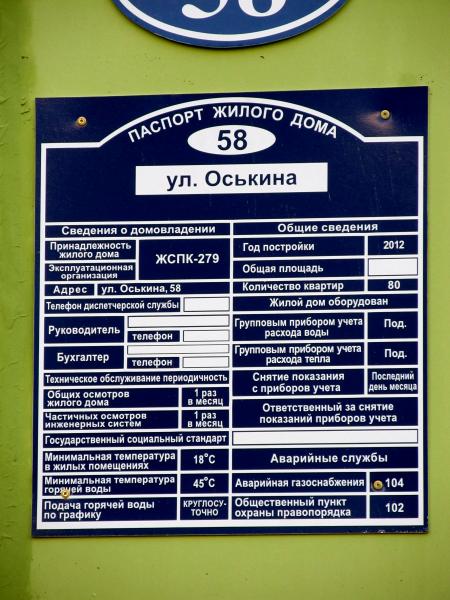 58
ПАСПОРТ ЖИЛОГО ДОМА
58
ул. Оськина
Сведения о домовладении
Принадлежность
жилого дома
Эксплуатационная
организация
ЖСПК-279
Адрес ул. Оськина, 58
Телефон диспетчерской службы
Руководитель
телефон
Бухгалтер
телефон
Техническое обслуживание периодичность
Общих осмотров
жилого дома
1 раз
в месяц
Частичных осмотров
инженерных систем
1 раз
в месяц
Государственный социальный стандарт
Минимальная температура
в жилых помещениях
18°С
Минимальная температура
горячей воды
45°С
Подача горячей воды
по графику
КРУГЛОСУ-
ТОЧНО
Общие сведения
Год постройки 2012
Общая площадь
Количество квартир 80
Жилой дом оборудован
Групповым прибором учета
расхода воды
Под.
Групповым прибором учета
расхода тепла
Под.
Снятие показания
с приборов учета
Последний
день месяца
Ответственный за снятие
показаний приборов учета
Аварийные службы
Аварийная газоснабжения 104
Общественный пункт
охраны правопорядка
102